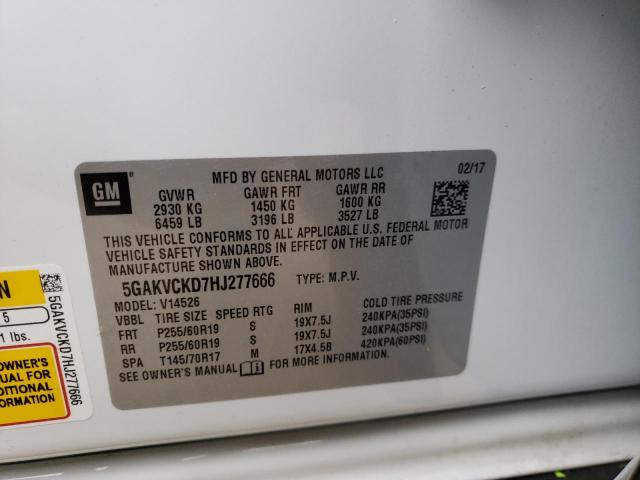 MFD BY GENERAL MOTORS LLC
02/17
GM
GVWR GAWR FRT GAWR RR
2930 KG 1450 KG 1600 KG
6459 LB 3196 LB 3527 LB
THIS VEHICLE CONFORMS TO ALL APPLICABLE U.S. FEDERAL MOTOR
VEHICLE SAFETY STANDARDS IN EFFECT ON THE DATE OF
MANUFACTURE SHOWN ABOVE.
5GAKVCKD7HJ277666 TYPE: M.P.V.
MODEL: V14526
VBBL TIRE SIZE SPEED RTG RIM COLD TIRE PRESSURE
FRT P255/60R19 S 19X7.5J 240KPA(35PSI)
RR P255/60R19 S 19X7.5J 240KPA(35PSI)
SPA T145/70R17 M 17X4.5B 420KPA(60PSI)
SEE OWNER'S MANUAL
N
5
1 lbs.
OWNER'S
UAL FOR
DITIONAL
ORMATION
5GAKVCKD7HJ277666